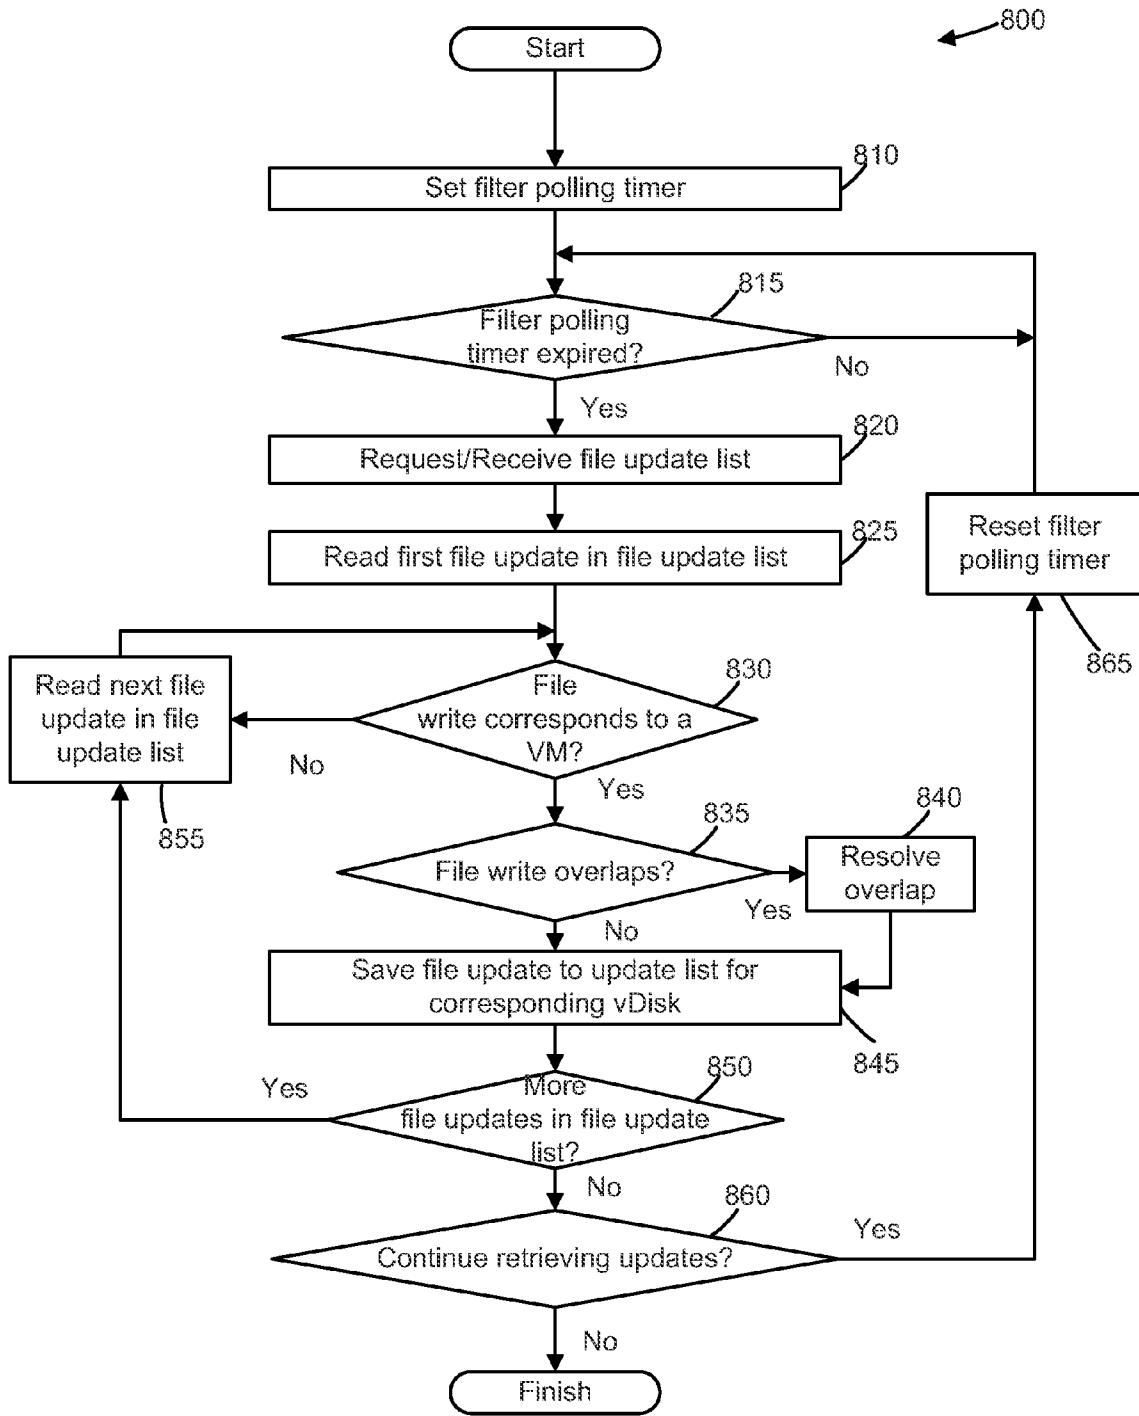 800
Start
810
Set filter polling timer
815
Filter polling
timer expired?
No
Yes
820
Request/Receive file update list
825
Read first file update in file update list
Reset filter
polling timer
865
Read next file
update in file
update list
855
830
File
write corresponds to a
VM?
No
Yes
835
File write overlaps?
840
Resolve
overlap
Yes
No
Save file update to update list for
corresponding vDisk
845
850
More
file updates in file update
list?
Yes
No
860
Continue retrieving updates?
Yes
No
Finish